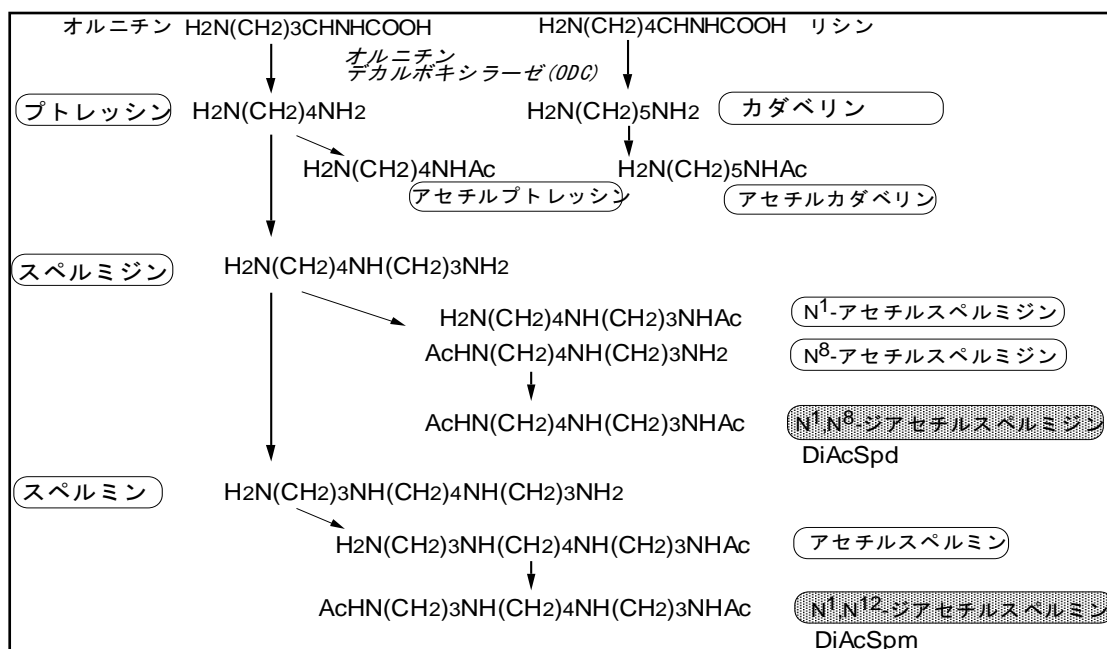 オルニチン H2N(CH2)3CHNHCOOH H2N(CH2)4CHNHCOOH リシン
オルニチン
デカルボキシラーゼ(ODC)
プトレッシン H2N(CH2)4NH2 H2N(CH2)5NH2 カダベリン
H2N(CH2)4NHAc H2N(CH2)5NHAc
アセチルプトレッシン アセチルカダベリン
スペルミジン H2N(CH2)4NH(CH2)3NH2
H2N(CH2)4NH(CH2)3NHAc N1-アセチルスペルミジン
AcHN(CH2)4NH(CH2)3NH2 N8-アセチルスペルミジン
AcHN(CH2)4NH(CH2)3NHAc N1,N8-ジアセチルスペルミジン
DiAcSpd
スペルミン H2N(CH2)3NH(CH2)4NH(CH2)3NH2
H2N(CH2)3NH(CH2)4NH(CH2)3NHAc アセチルスペルミン
AcHN(CH2)3NH(CH2)4NH(CH2)3NHAc N1,N12-ジアセチルスペルミン
DiAcSpm